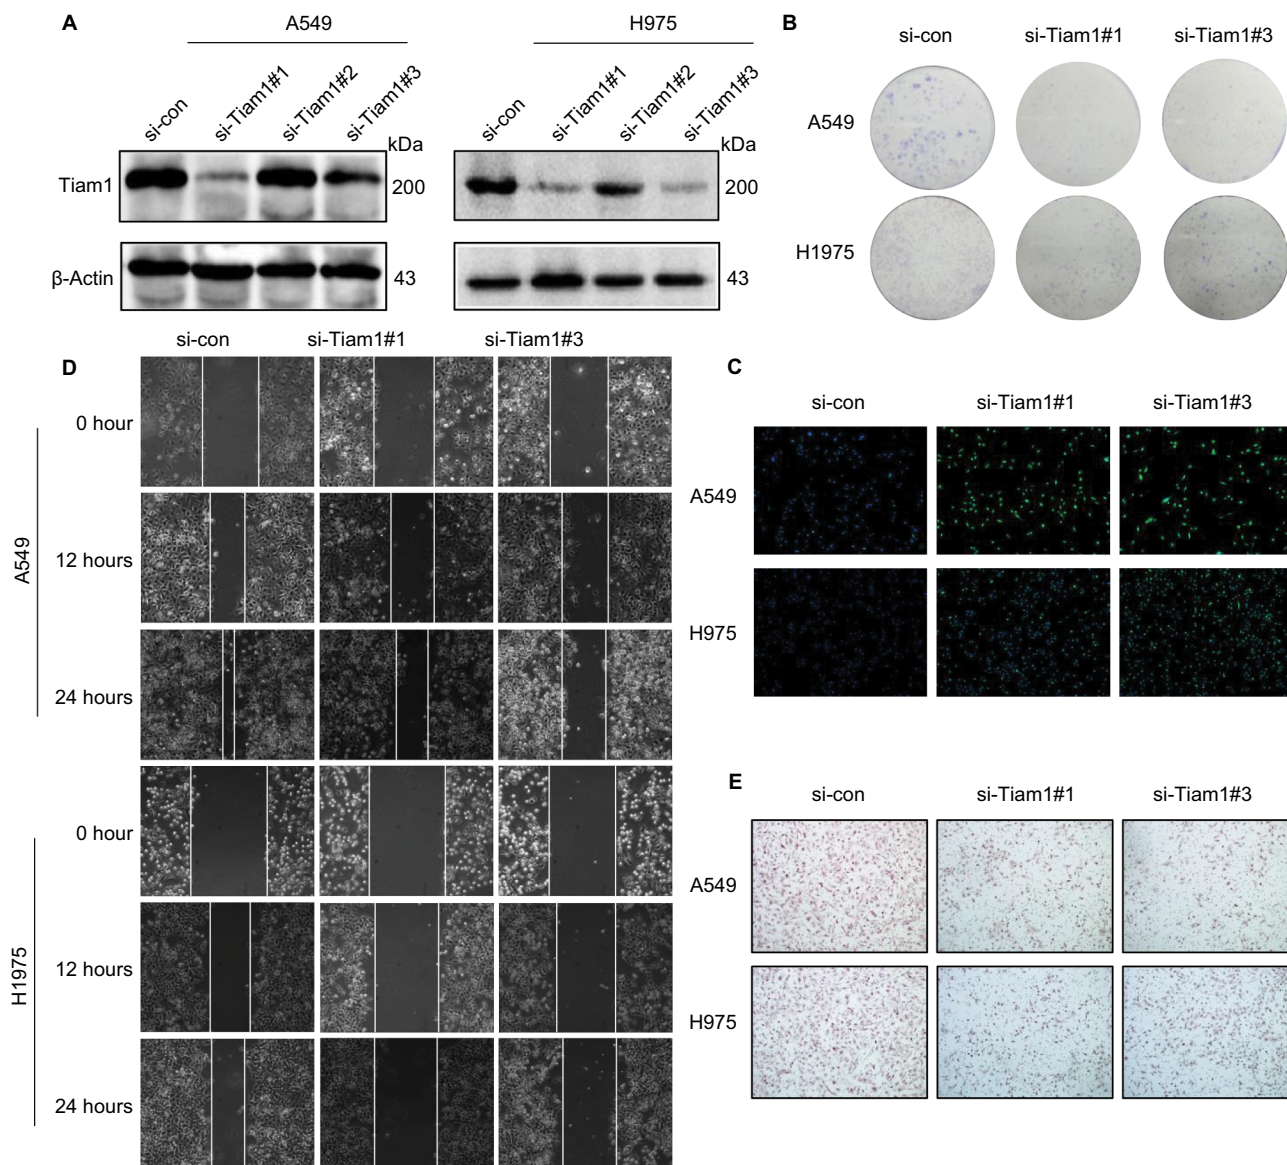 A
A549
H975
si-con
si-Tiam1#1
si-Tiam1#2
si-Tiam1#3
si-con
si-Tiam1#1
si-Tiam1#2
si-Tiam1#3
kDa
kDa
Tiam1
200
200
β-Actin
43
43
B
si-con
si-Tiam1#1
si-Tiam1#3
A549
H1975
D
si-con
si-Tiam1#1
si-Tiam1#3
A549
0 hour
12 hours
24 hours
H1975
0 hour
12 hours
24 hours
C
si-con
si-Tiam1#1
si-Tiam1#3
A549
H975
E
si-con
si-Tiam1#1
si-Tiam1#3
A549
H975